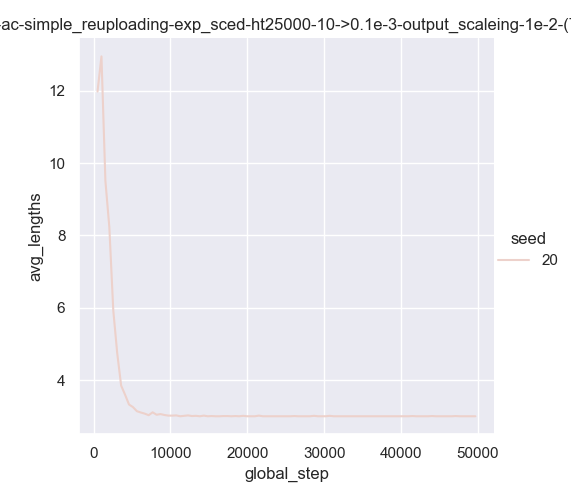 -ac-simple_reuploading-exp_sced-ht25000-10->0.1e-3-output_scaleing-1e-2-(
12
10
8
6
4
avg_lengths
0 10000 20000 30000 40000 50000
global_step
seed
20